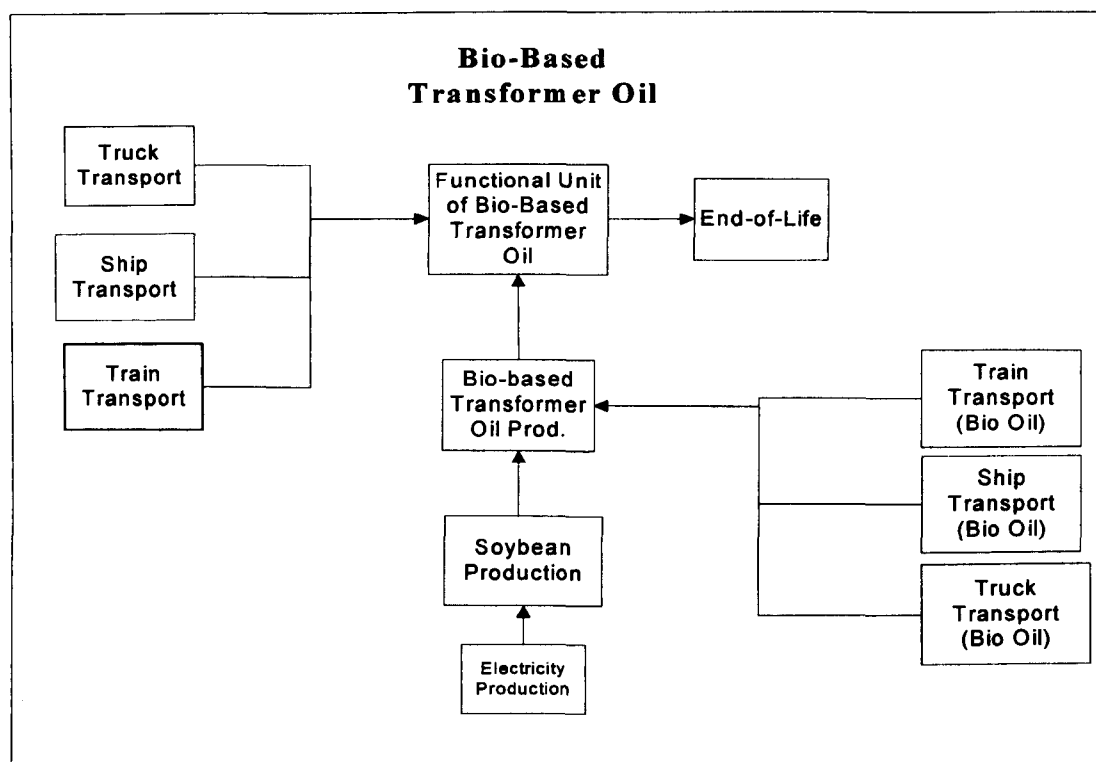 Bio-Based
Transformer Oil
Truck
Transport
Ship
Transport
Train
Transport
Functional Unit
of Bio-Based
Transformer
Oil
End-of-Life
Bio-based
Transformer
Oil Prod.
Soybean
Production
Electricity
Production
Train
Transport
(Bio Oil)
Ship
Transport
(Bio Oil)
Truck
Transport
(Bio Oil)